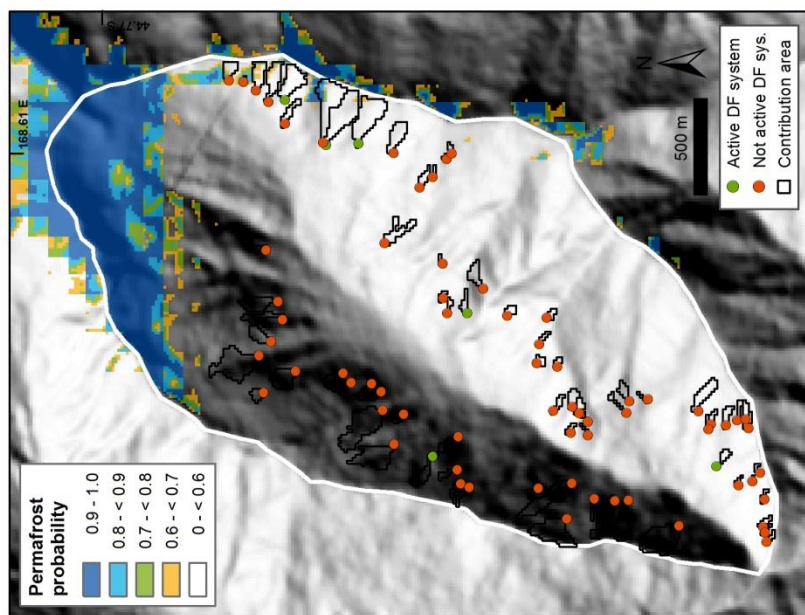 168.61 E
44.77 S
Permafrost
probability
0.9 - 1.0
0.8 - < 0.9
0.7 - < 0.8
0.6 - < 0.7
0 - < 0.6
N
500 m
Active DF system
Not active DF sys.
Contribution area